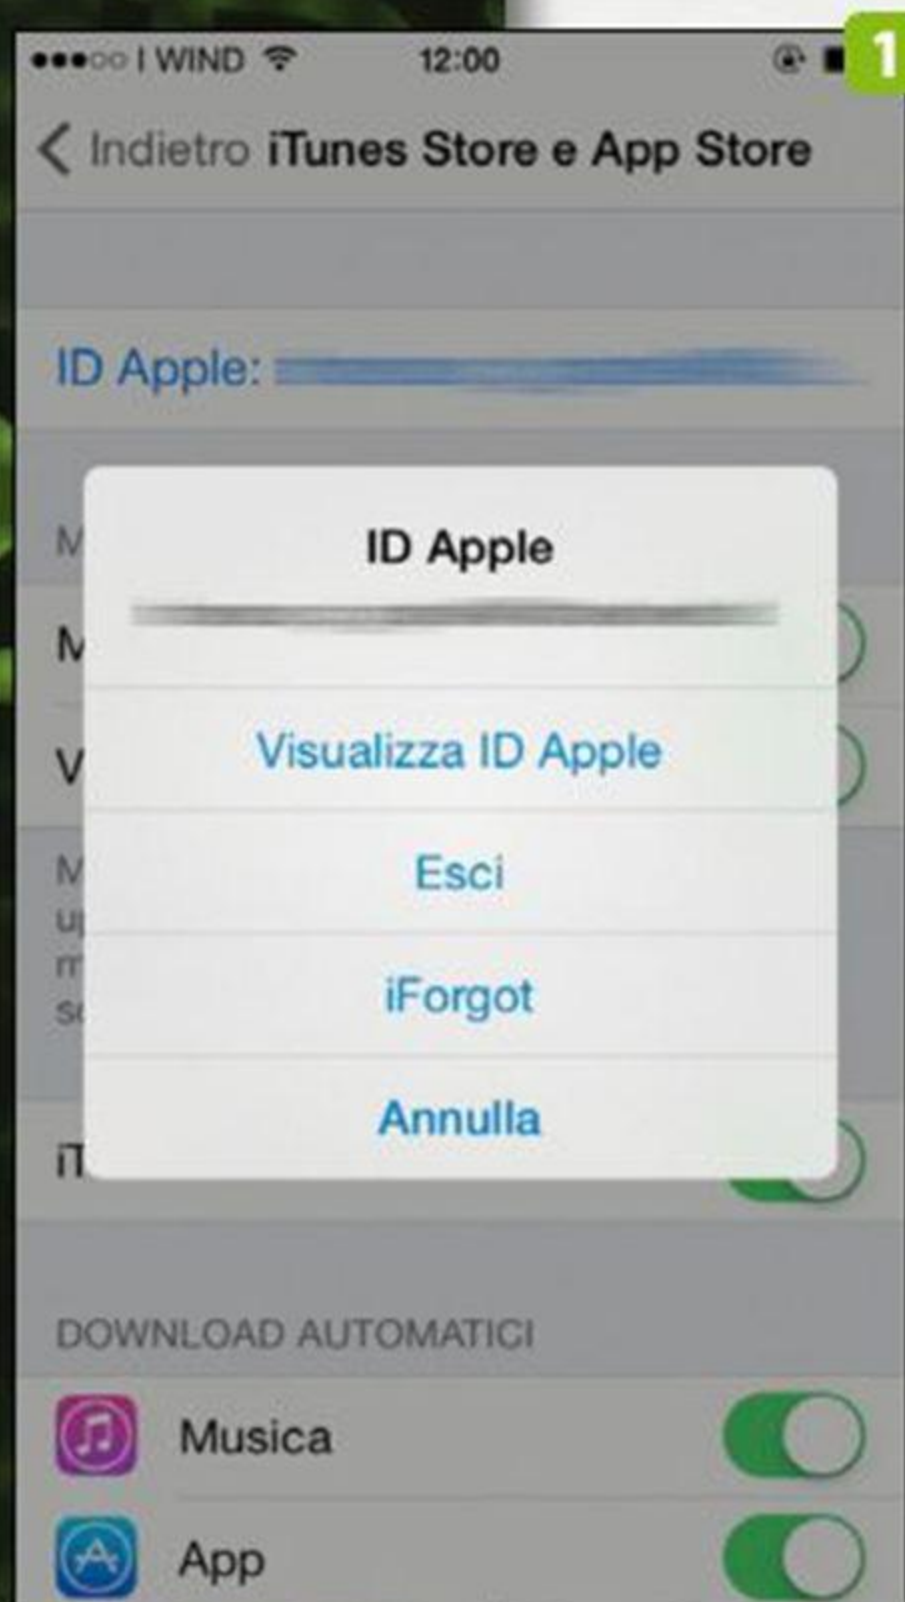 I WIND 12:00
1
Indietro iTunes Store e App Store
ID Apple:
ID Apple
Visualizza ID Apple
Esci
iForgot
Annulla
DOWNLOAD AUTOMATICI
Musica
App